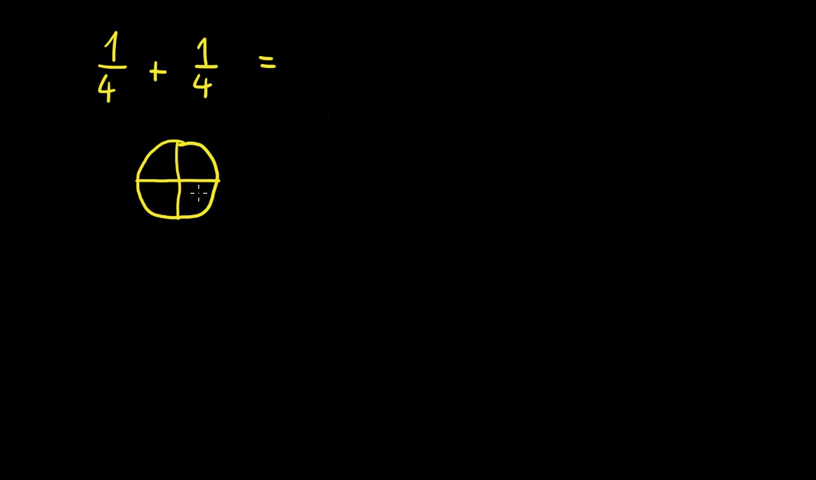 1/4 + 1/4 =